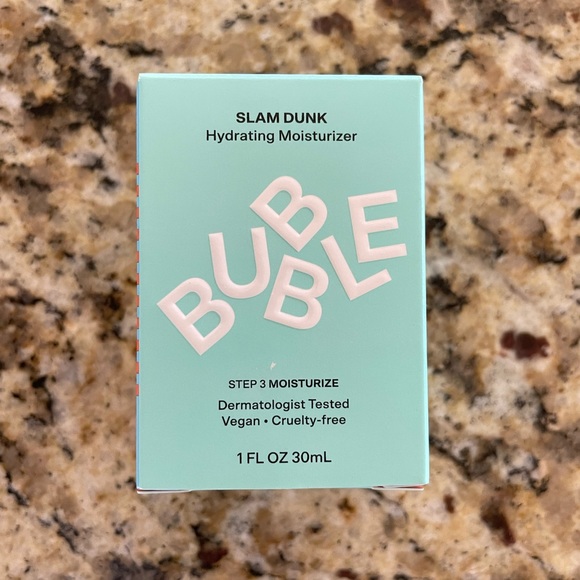 SLAM DUNK
Hydrating Moisturizer
BUBBLE
STEP 3 MOISTURIZE
Dermatologist Tested
Vegan • Cruelty-free
1 FL OZ 30mL